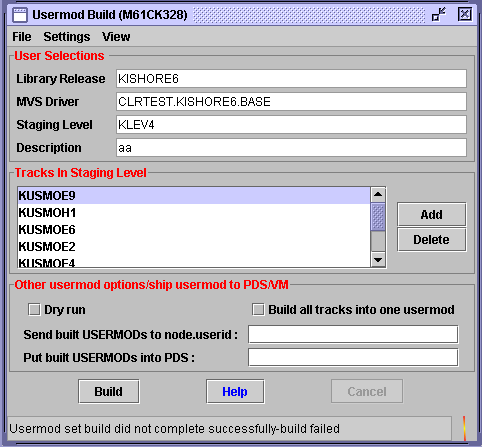 Usermod Build (M61CK328)
File Settings View
User Selections
Library Release KISHORE6
MVS Driver CLRTEST.KISHORE6.BASE
Staging Level KLEV4
Description aa
Tracks In Staging Level
KUSMOE9
KUSMOH1
KUSMOE6
KUSMOE2
KUSMOE4
Add
Delete
Other usermod options/ship usermod to PDS/VM
Dry run Build all tracks into one usermod
Send built USERMODs to node.userid :
Put built USERMODs into PDS :
Build Help Cancel
Usermod set build did not complete successfully-build failed